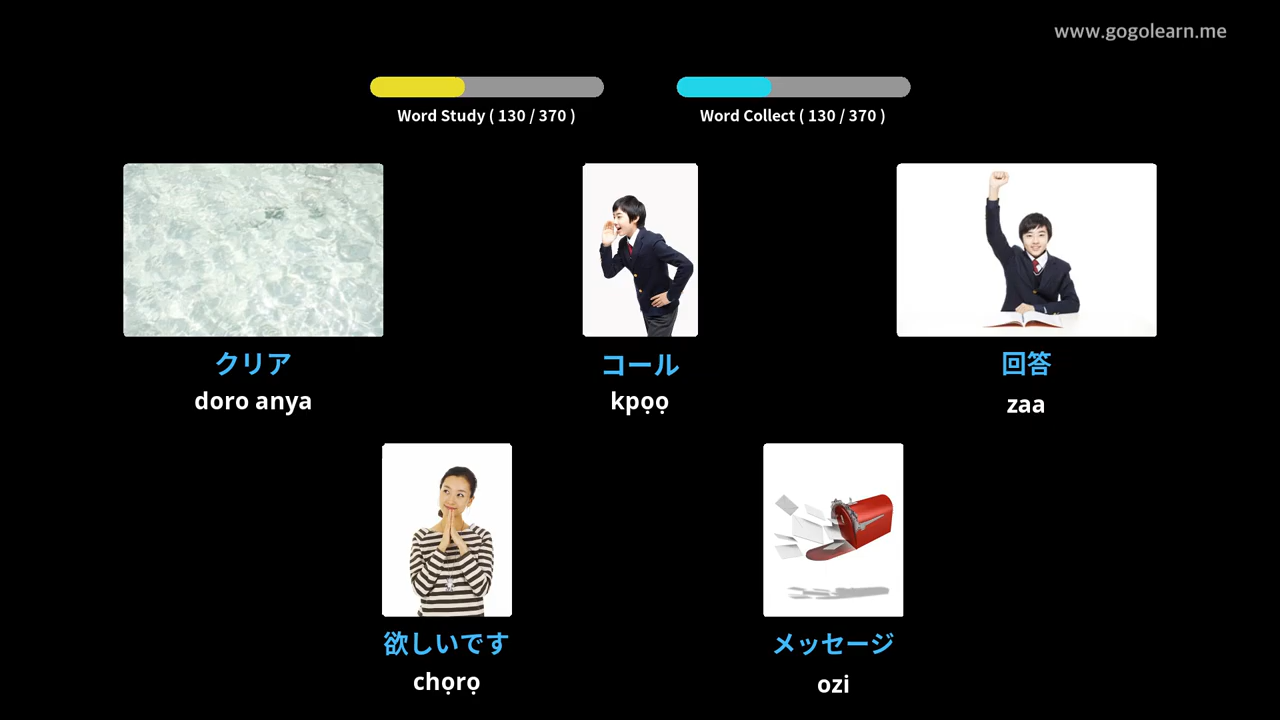 www.gogolearn.me
Word Study ( 130 / 370 )
Word Collect ( 130 / 370 )
クリア
doro anya
コール
kpọọ
回答
zaa
欲しいです
chọrọ
メッセージ
ozi